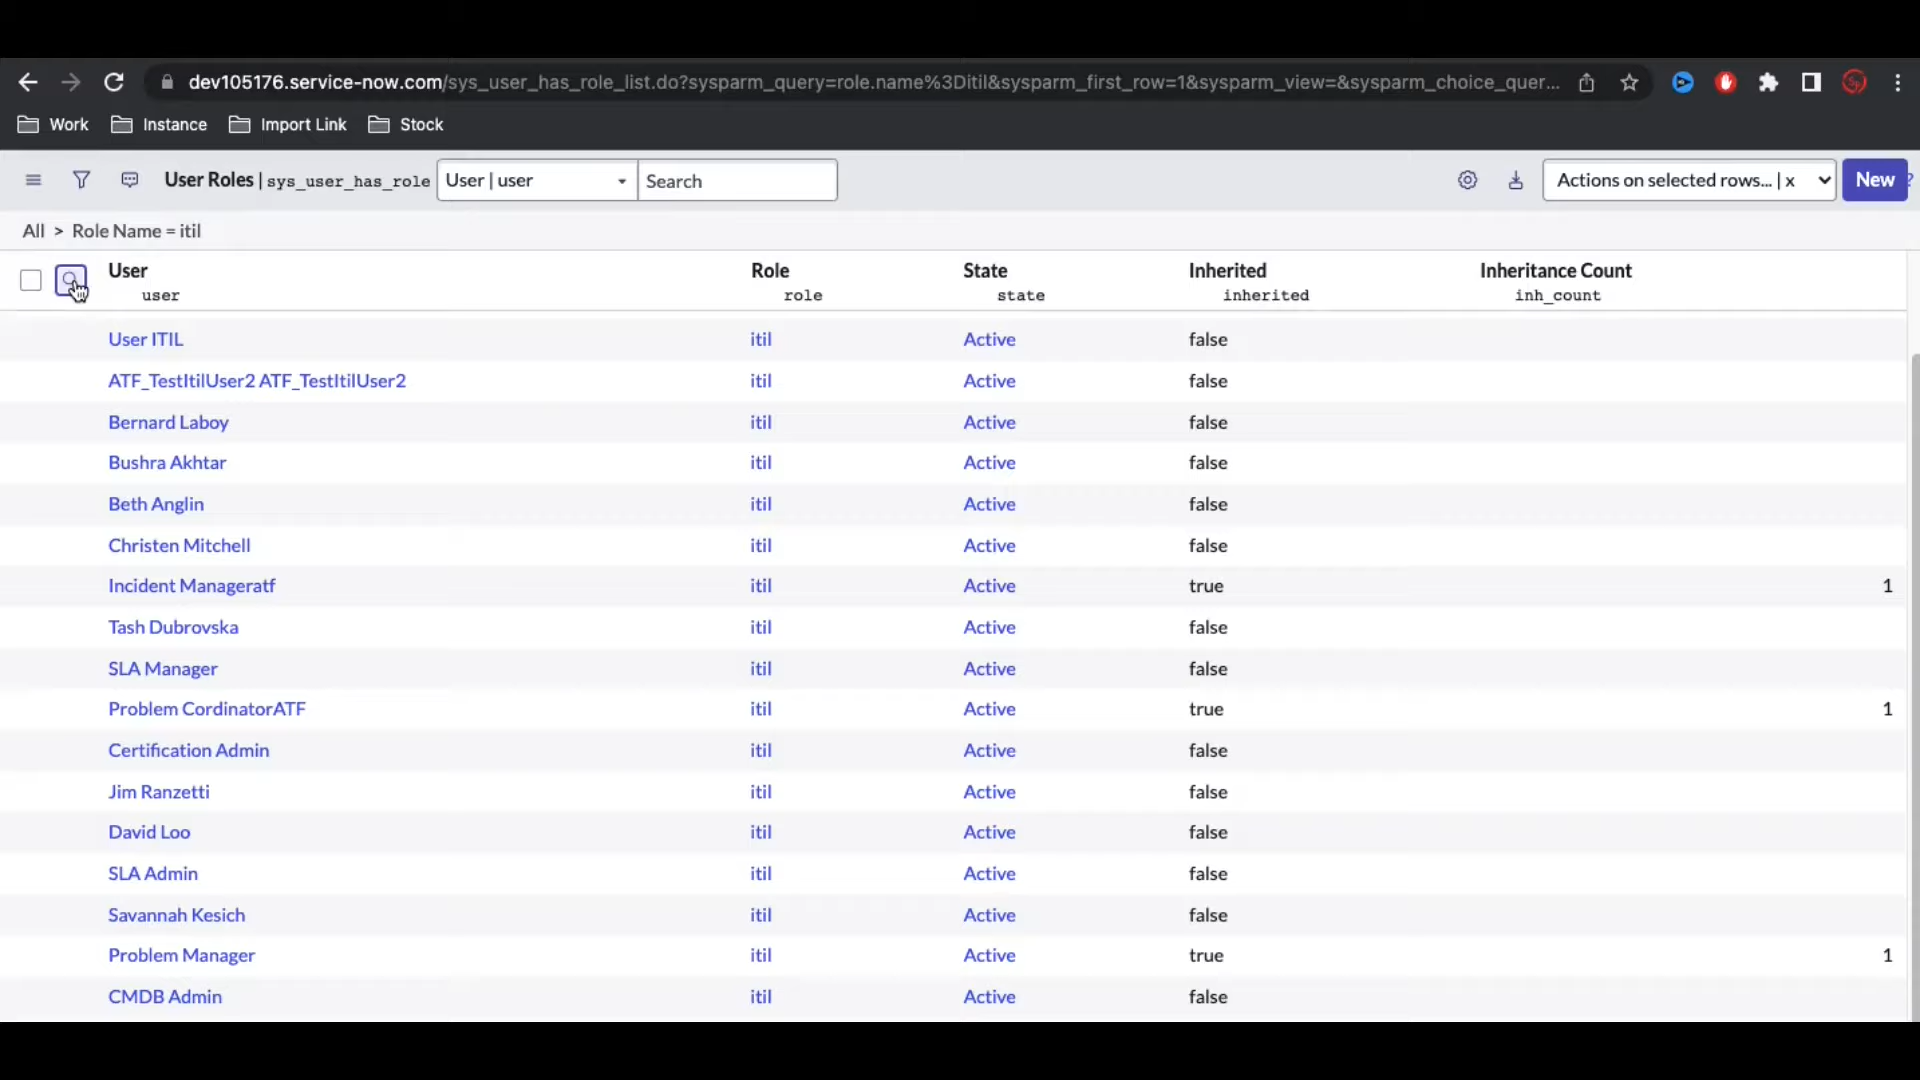 dev105176.service-now.com/sys_user_has_role_list.do?sysparm_query=role.name%3Ditil&sysparm_first_row=1&sysparm_view=&sysparm_choice_quer...
Work Instance Import Link Stock
User Roles | sys_user_has_role User | user Search Actions on selected rows... | x New ?
All > Role Name = itil
User Role State Inherited Inheritance Count
user role state inherited inh_count
User ITIL itil Active false
ATF_TestItilUser2 ATF_TestItilUser2 itil Active false
Bernard Laboy itil Active false
Bushra Akhtar itil Active false
Beth Anglin itil Active false
Christen Mitchell itil Active false
Incident Manageratf itil Active true 1
Tash Dubrovska itil Active false
SLA Manager itil Active false
Problem CordinatorATF itil Active true 1
Certification Admin itil Active false
Jim Ranzetti itil Active false
David Loo itil Active false
SLA Admin itil Active false
Savannah Kesich itil Active false
Problem Manager itil Active true 1
CMDB Admin itil Active false